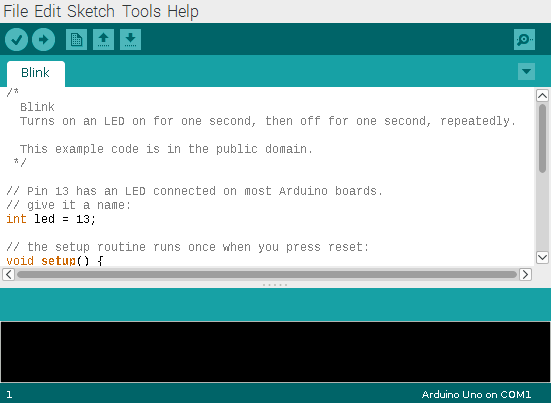 File Edit Sketch Tools Help
Blink
/*
  Blink
  Turns on an LED on for one second, then off for one second, repeatedly.

  This example code is in the public domain.
 */

// Pin 13 has an LED connected on most Arduino boards.
// give it a name:
int led = 13;

// the setup routine runs once when you press reset:
void setup() {
1
Arduino Uno on COM1